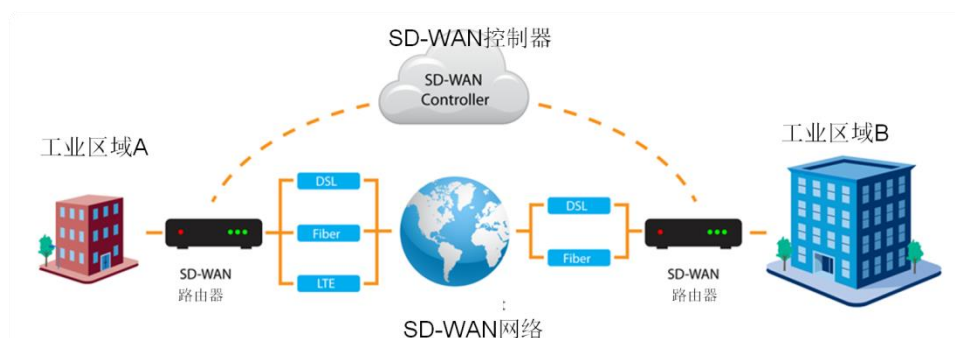 SD-WAN控制器
SD-WAN
Controller
工业区域A
工业区域B
DSL
Fiber
LTE
DSL
Fiber
SD-WAN
路由器
SD-WAN
路由器
SD-WAN网络